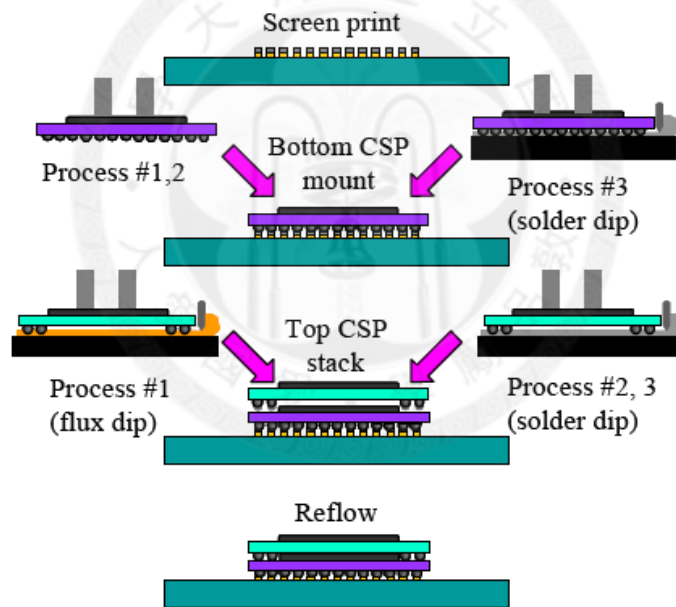 Screen print
Process #1,2
Bottom CSP
mount
Process #3
(solder dip)
Process #1
(flux dip)
Top CSP
stack
Process #2, 3
(solder dip)
Reflow